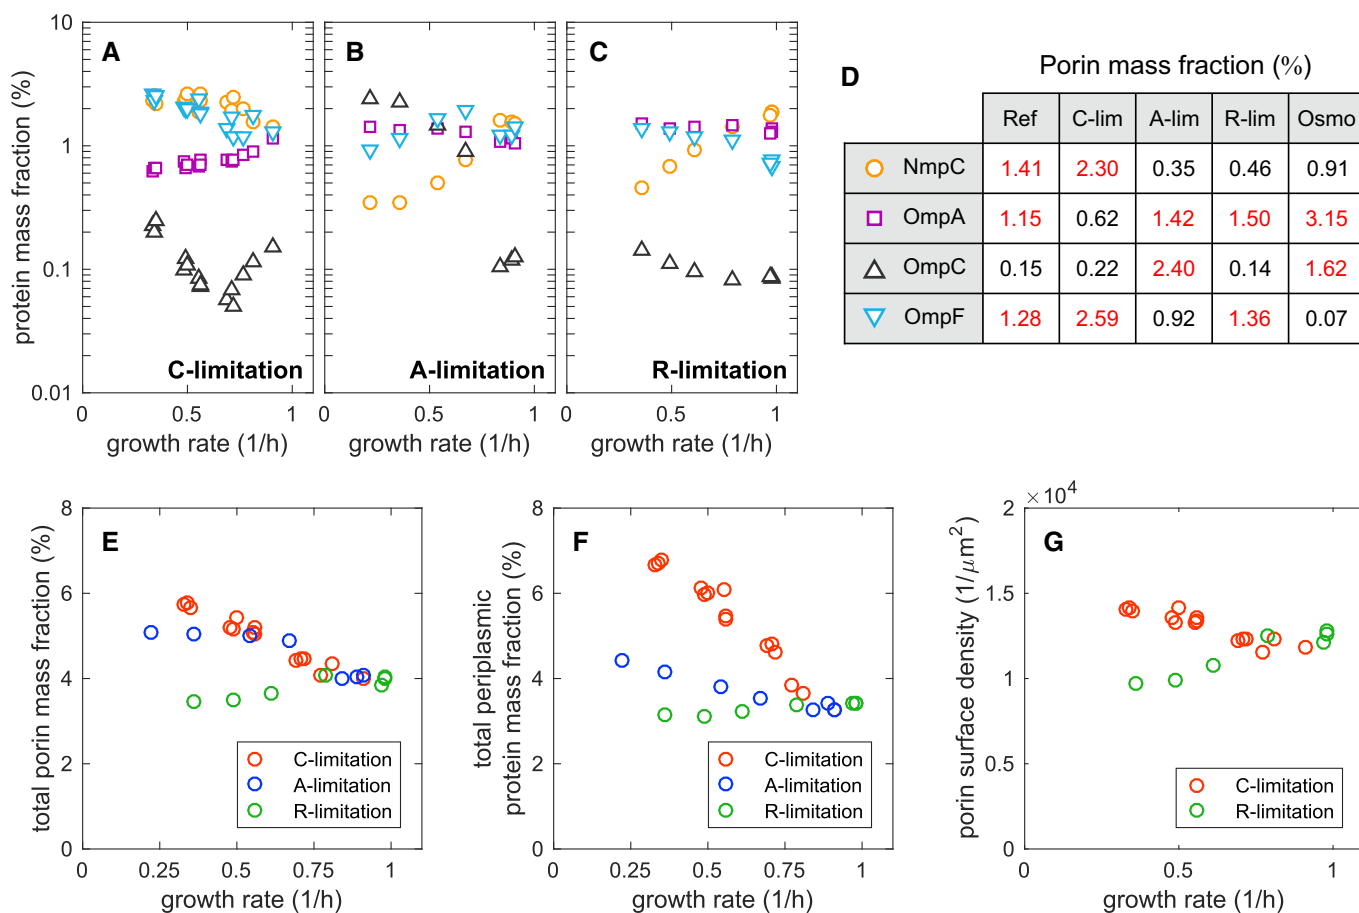 A
B
C
protein mass fraction (%)
10
1
0.1
0.01
C-limitation
A-limitation
R-limitation
0 0.5 1
0 0.5 1
0 0.5 1
growth rate (1/h)
growth rate (1/h)
growth rate (1/h)
D
Porin mass fraction (%)
Ref C-lim A-lim R-lim Osmo
NmpC 1.41 2.30 0.35 0.46 0.91
OmpA 1.15 0.62 1.42 1.50 3.15
OmpC 0.15 0.22 2.40 0.14 1.62
OmpF 1.28 2.59 0.92 1.36 0.07
E
total porin mass fraction (%)
8
6
4
2
0
C-limitation
A-limitation
R-limitation
0 0.25 0.5 0.75 1
growth rate (1/h)
F
total periplasmic
protein mass fraction (%)
8
6
4
2
0
C-limitation
A-limitation
R-limitation
0 0.25 0.5 0.75 1
growth rate (1/h)
G
×10⁴
porin surface density (1/μm²)
2
1.5
1
0.5
0
C-limitation
R-limitation
0 0.5 1
growth rate (1/h)